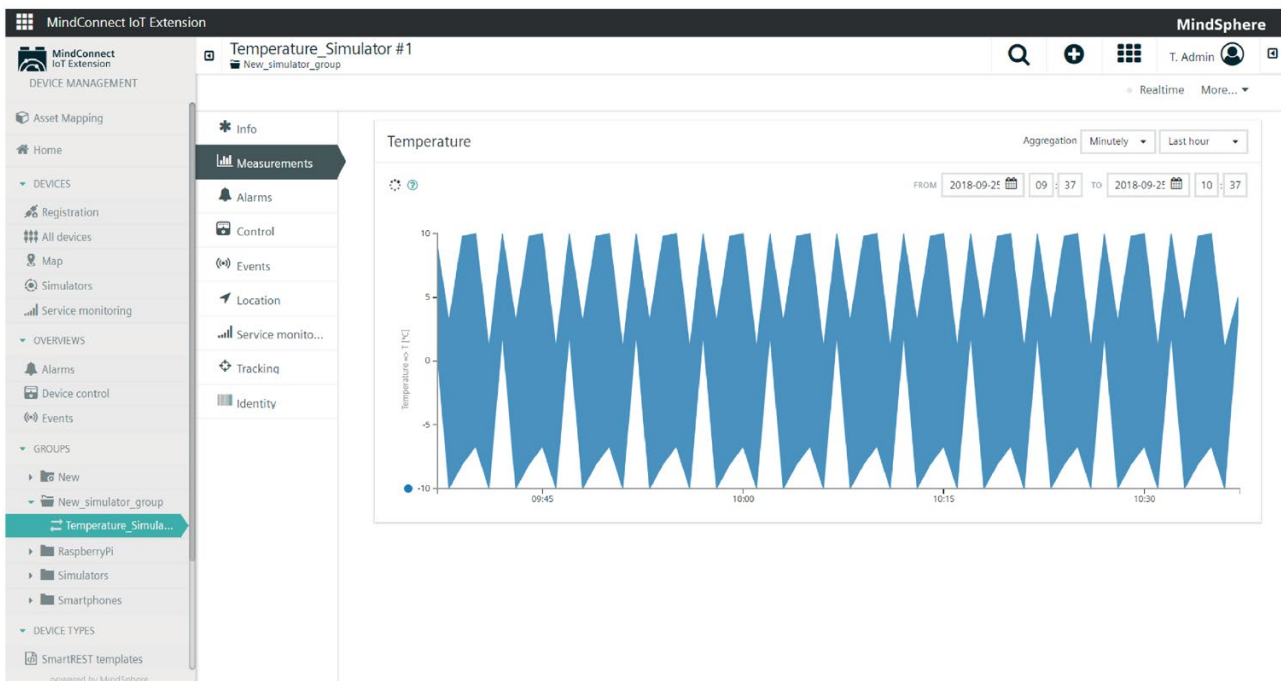 MindConnect IoT Extension
MindSphere
MindConnect
IoT Extension
DEVICE MANAGEMENT
Asset Mapping
Home
DEVICES
Registration
All devices
Map
Simulators
Service monitoring
OVERVIEWS
Alarms
Device control
Events
GROUPS
New
New_simulator_group
Temperature_Simula...
RaspberryPi
Simulators
Smartphones
DEVICE TYPES
SmartREST templates
powered by MindSphere
Temperature_Simulator #1
New_simulator_group
T. Admin
Realtime More...
Info
Measurements
Alarms
Control
Events
Location
Service monito...
Tracking
Identity
Temperature
Aggregation Minutely Last hour
FROM 2018-09-25 09 : 37 TO 2018-09-25 10 : 37
Temperature => T [°C]
10
5
0
-5
-10
09:45 10:00 10:15 10:30